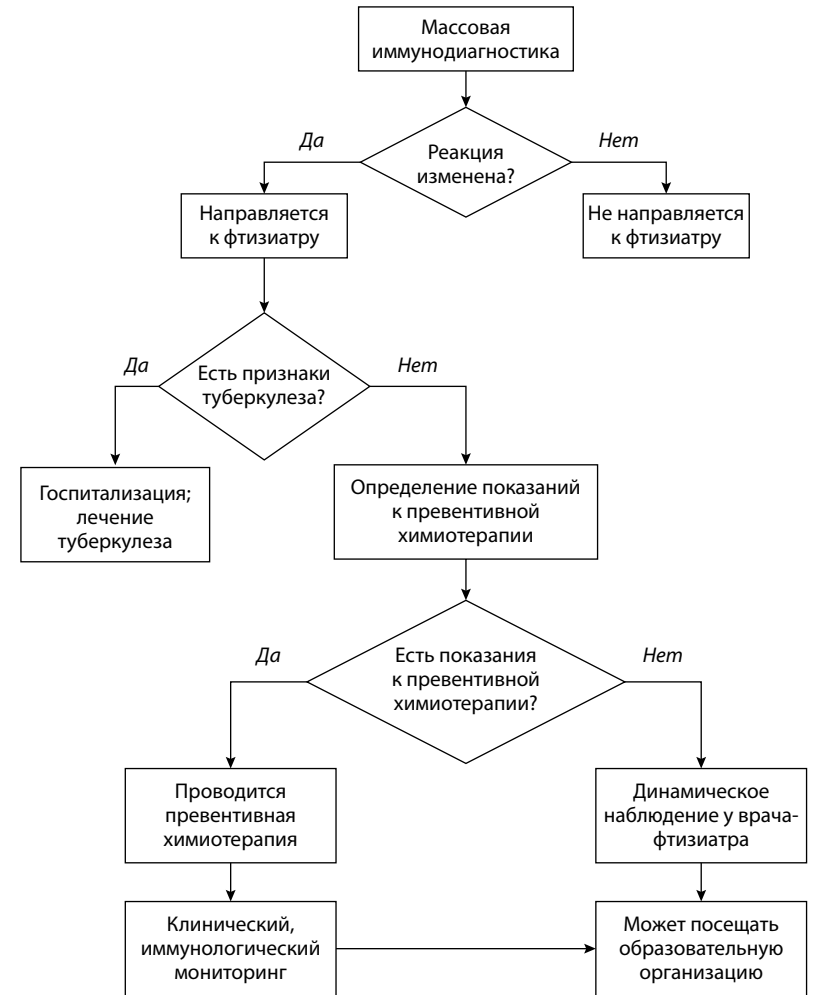 Массовая
иммунодиагностика
Да
Реакция
изменена?
Нет
Направляется
к фтизиатру
Не направляется
к фтизиатру
Да
Есть признаки
туберкулеза?
Нет
Госпитализация;
лечение
туберкулеза
Определение показаний
к превентивной
химиотерапии
Да
Есть показания
к превентивной
химиотерапии?
Нет
Проводится
превентивная
химиотерапия
Динамическое
наблюдение у врача-
фтизиатра
Клинический,
иммунологический
мониторинг
Может посещать
образовательную
организацию